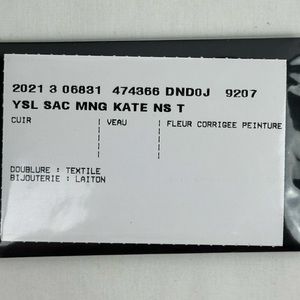 2021 3 06831 474366 DND0J 9207
YSL SAC MNG KATE NS T
CUIR | VEAU | FLEUR CORRIGEE PEINTURE
DOUBLURE : TEXTILE
BIJOUTERIE : LAITON